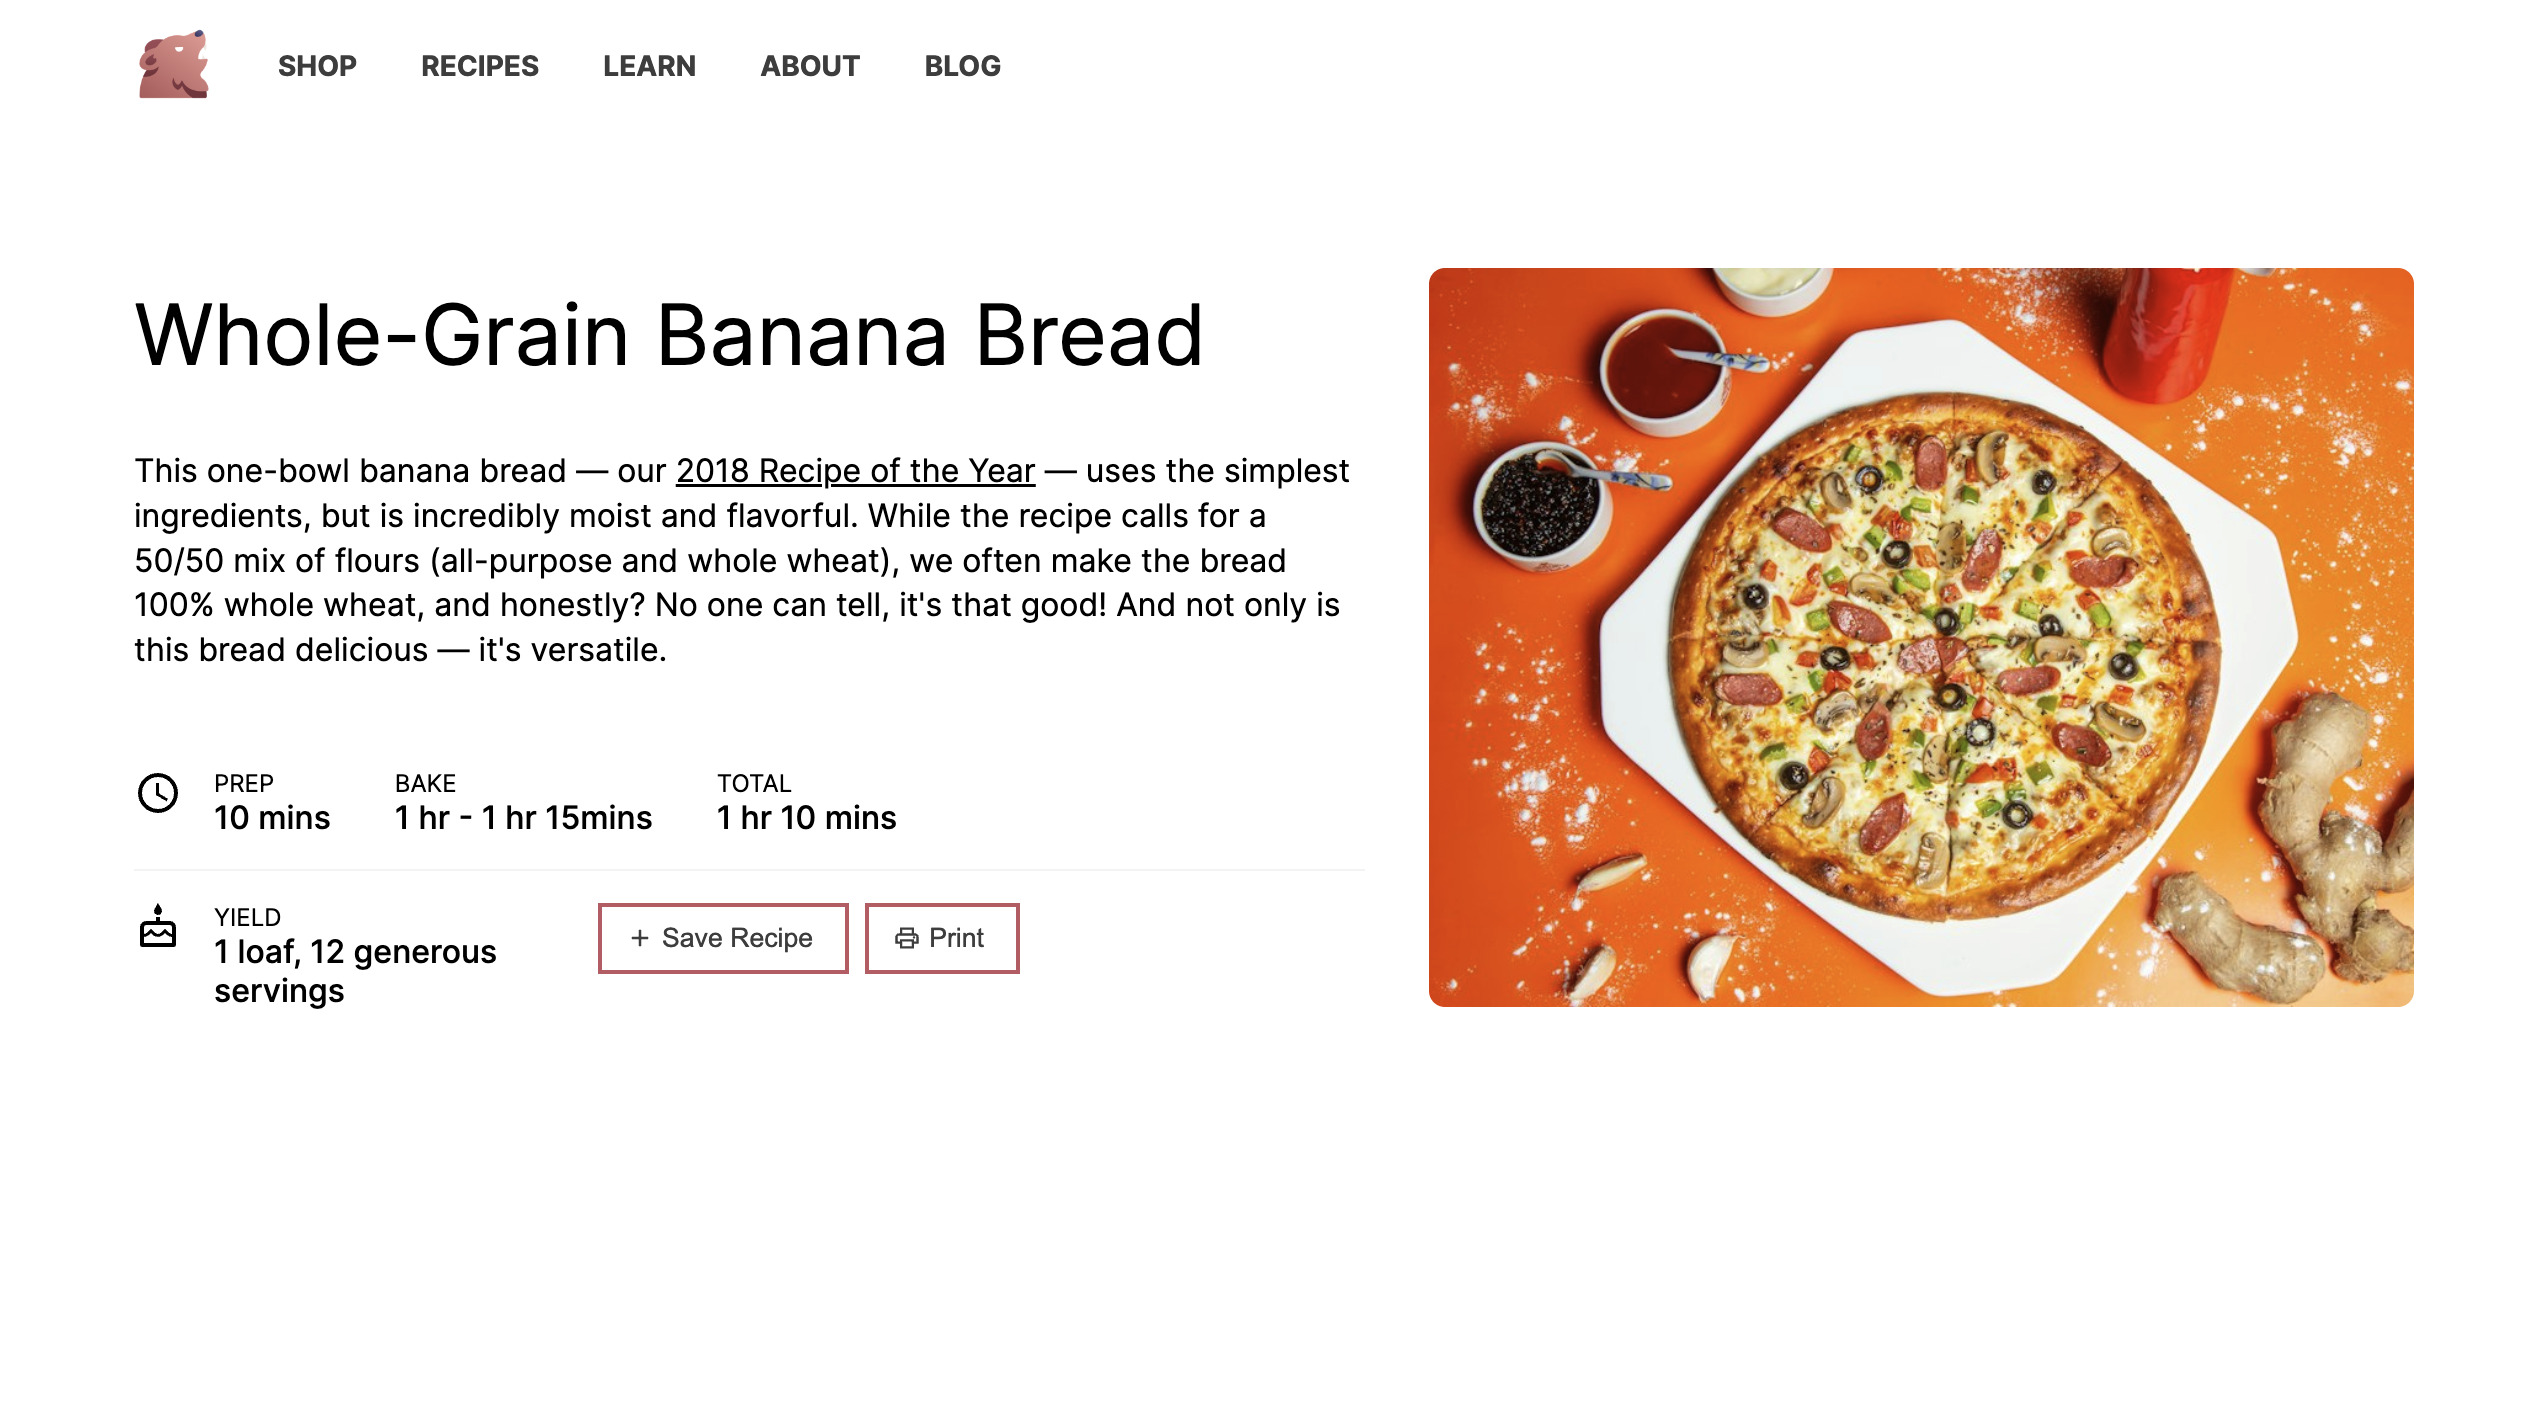 SHOP RECIPES LEARN ABOUT BLOG
Whole-Grain Banana Bread
This one-bowl banana bread — our 2018 Recipe of the Year — uses the simplest
ingredients, but is incredibly moist and flavorful. While the recipe calls for a
50/50 mix of flours (all-purpose and whole wheat), we often make the bread
100% whole wheat, and honestly? No one can tell, it's that good! And not only is
this bread delicious — it's versatile.
PREP BAKE TOTAL
10 mins 1 hr - 1 hr 15mins 1 hr 10 mins
YIELD
1 loaf, 12 generous
servings
+ Save Recipe Print